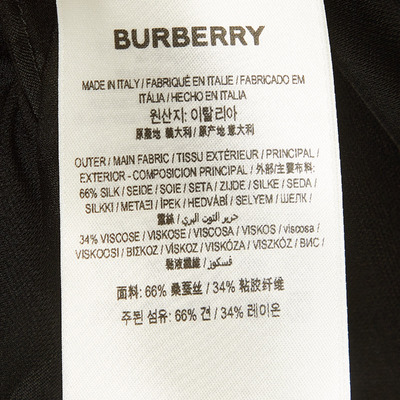 BURBERRY
MADE IN ITALY / FABRIQUÉ EN ITALIE / FABRICADO EM
ITÁLIA / HECHO EN ITALIA
원산지: 이탈리아
原產地 義大利 / 原产地 意大利
OUTER / MAIN FABRIC / TISSU EXTÉRIEUR / PRINCIPAL /
EXTERIOR - COMPOSICION PRINCIPAL / 外部/主要布料:
66% SILK / SEIDE / SOIE / SETA / ZIJDE / SILKE / SEDA /
SILKKI / ΜΕΤΑΞΙ / İPEK / HEDVÁBÍ / SELYEM / ШЕЛК /
حرير التوت البري / 蠶絲
34% VISCOSE / VISKOSE / VISCOSA / VISKOS / viscosa /
VISKOOSI / ΒΙΣΚΟΖ / VİSKOZ / VISKÓZA / VISZKÓZ / ВИС /
فسكوز / 黏液纖維
面料: 66% 桑蚕丝 / 34% 粘胶纤维
주된 섬유: 66% 견 / 34% 레이온